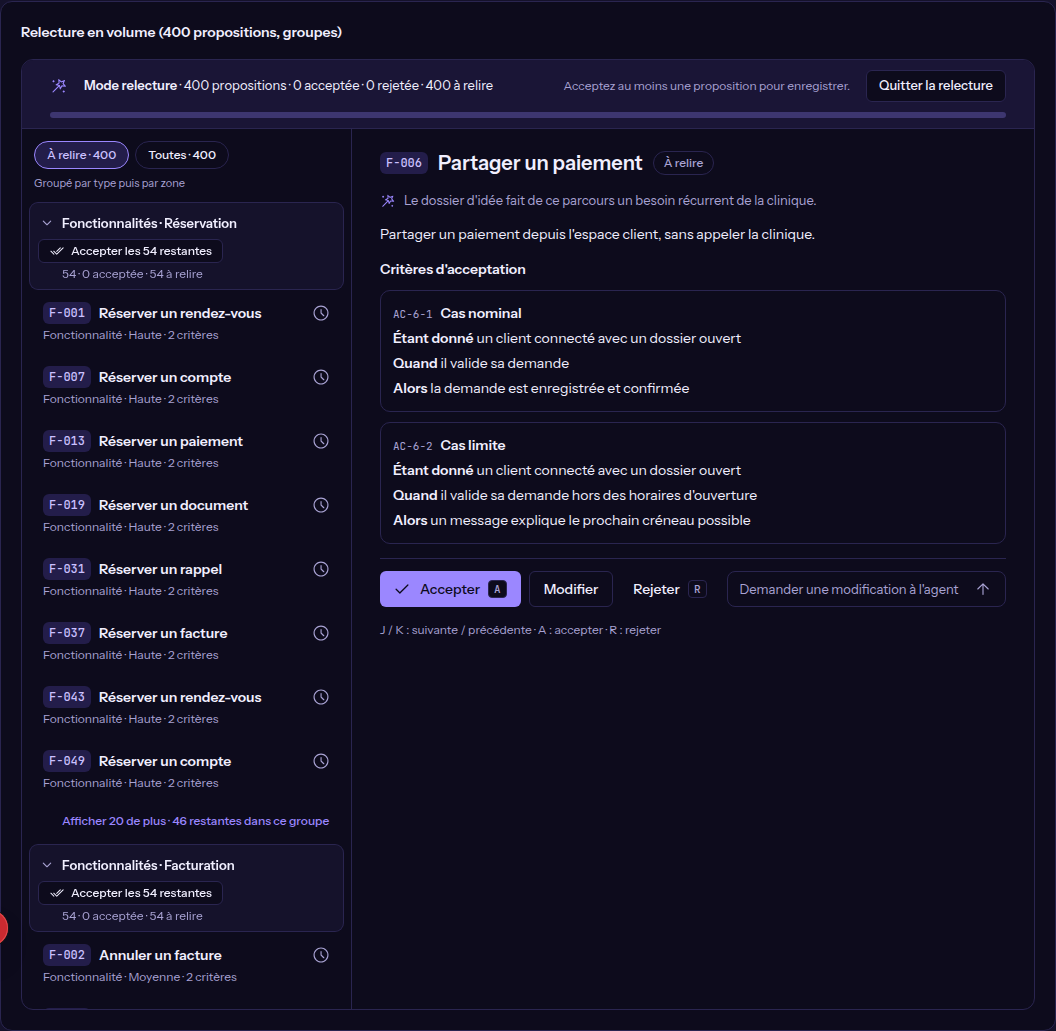 Relecture en volume (400 propositions, groupes)
Mode relecture · 400 propositions · 0 acceptée · 0 rejetée · 400 à relire
Acceptez au moins une proposition pour enregistrer.
Quitter la relecture
À relire · 400
Toutes · 400
Groupé par type puis par zone
Fonctionnalités · Réservation
Accepter les 54 restantes
54 · 0 acceptée · 54 à relire
F-001 Réserver un rendez-vous
Fonctionnalité · Haute · 2 critères
F-007 Réserver un compte
Fonctionnalité · Haute · 2 critères
F-013 Réserver un paiement
Fonctionnalité · Haute · 2 critères
F-019 Réserver un document
Fonctionnalité · Haute · 2 critères
F-031 Réserver un rappel
Fonctionnalité · Haute · 2 critères
F-037 Réserver un facture
Fonctionnalité · Haute · 2 critères
F-043 Réserver un rendez-vous
Fonctionnalité · Haute · 2 critères
F-049 Réserver un compte
Fonctionnalité · Haute · 2 critères
Afficher 20 de plus · 46 restantes dans ce groupe
Fonctionnalités · Facturation
Accepter les 54 restantes
54 · 0 acceptée · 54 à relire
F-002 Annuler un facture
Fonctionnalité · Moyenne · 2 critères
F-006 Partager un paiement À relire
Le dossier d'idée fait de ce parcours un besoin récurrent de la clinique.
Partager un paiement depuis l'espace client, sans appeler la clinique.
Critères d'acceptation
AC-6-1 Cas nominal
Étant donné un client connecté avec un dossier ouvert
Quand il valide sa demande
Alors la demande est enregistrée et confirmée
AC-6-2 Cas limite
Étant donné un client connecté avec un dossier ouvert
Quand il valide sa demande hors des horaires d'ouverture
Alors un message explique le prochain créneau possible
Accepter A
Modifier
Rejeter R
Demander une modification à l'agent
J / K : suivante / précédente · A : accepter · R : rejeter